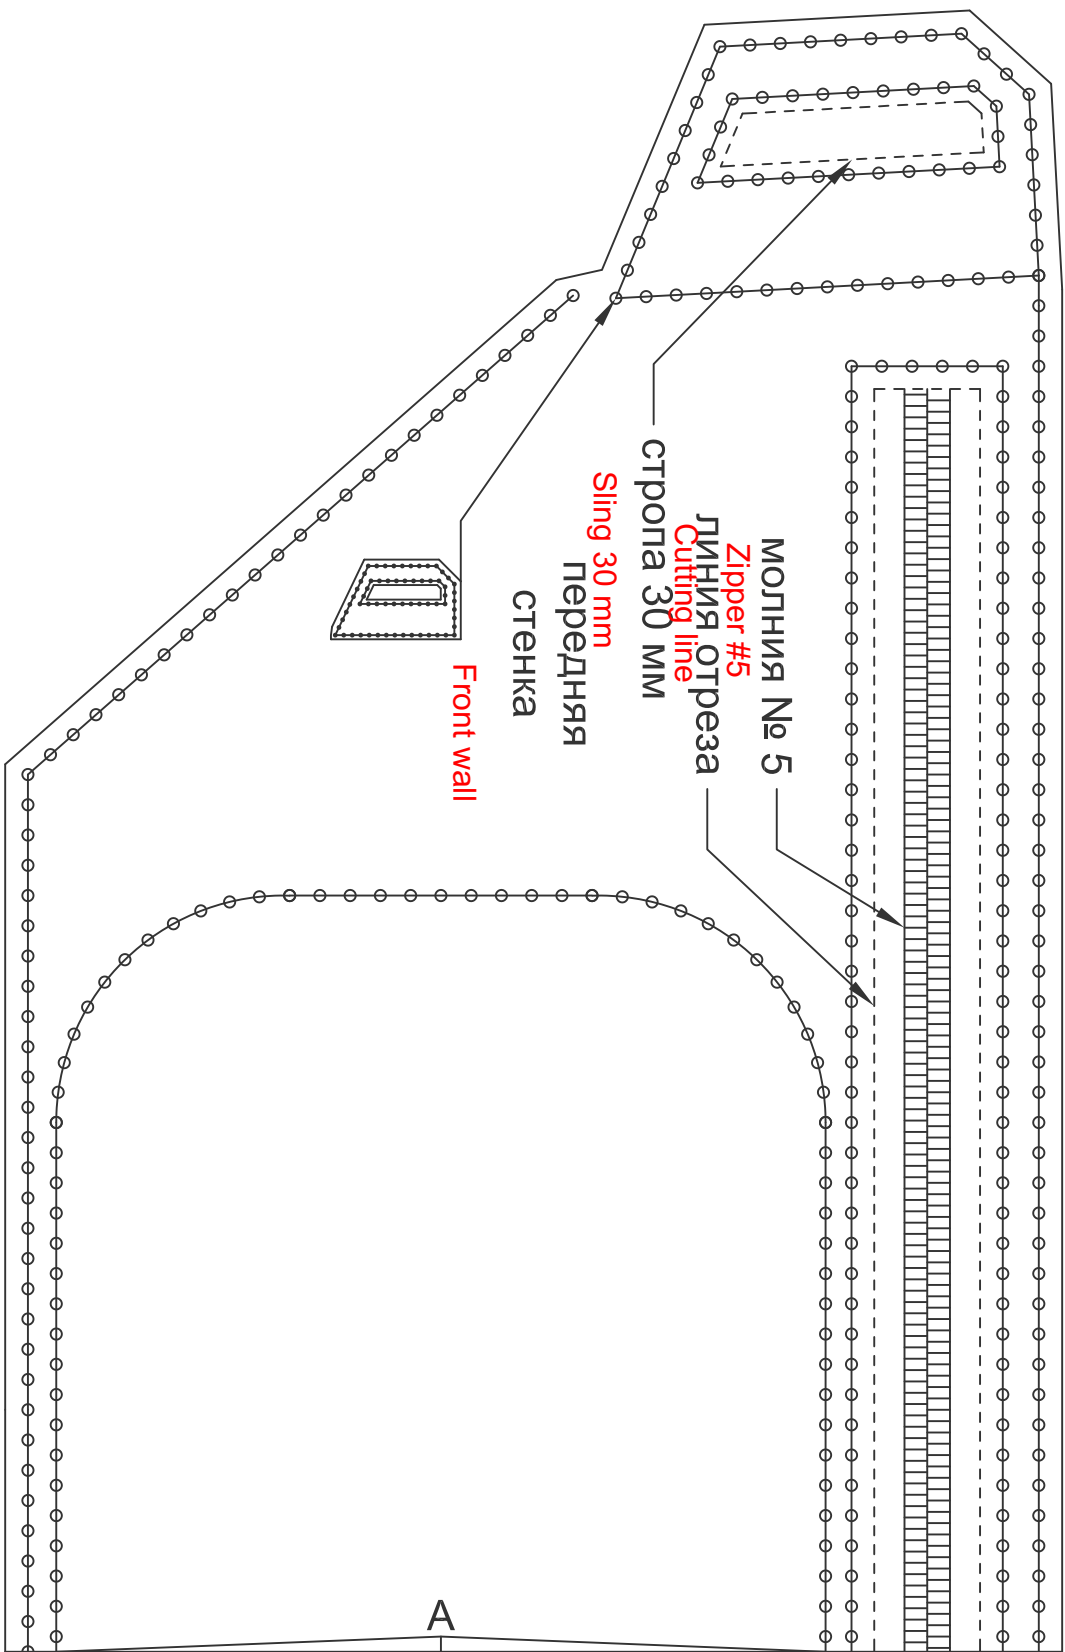 молния № 5
Zipper #5
линия отреза
Cutting line
стропа 30 мм
Sling 30 mm
передняя
стенка
Front wall
A